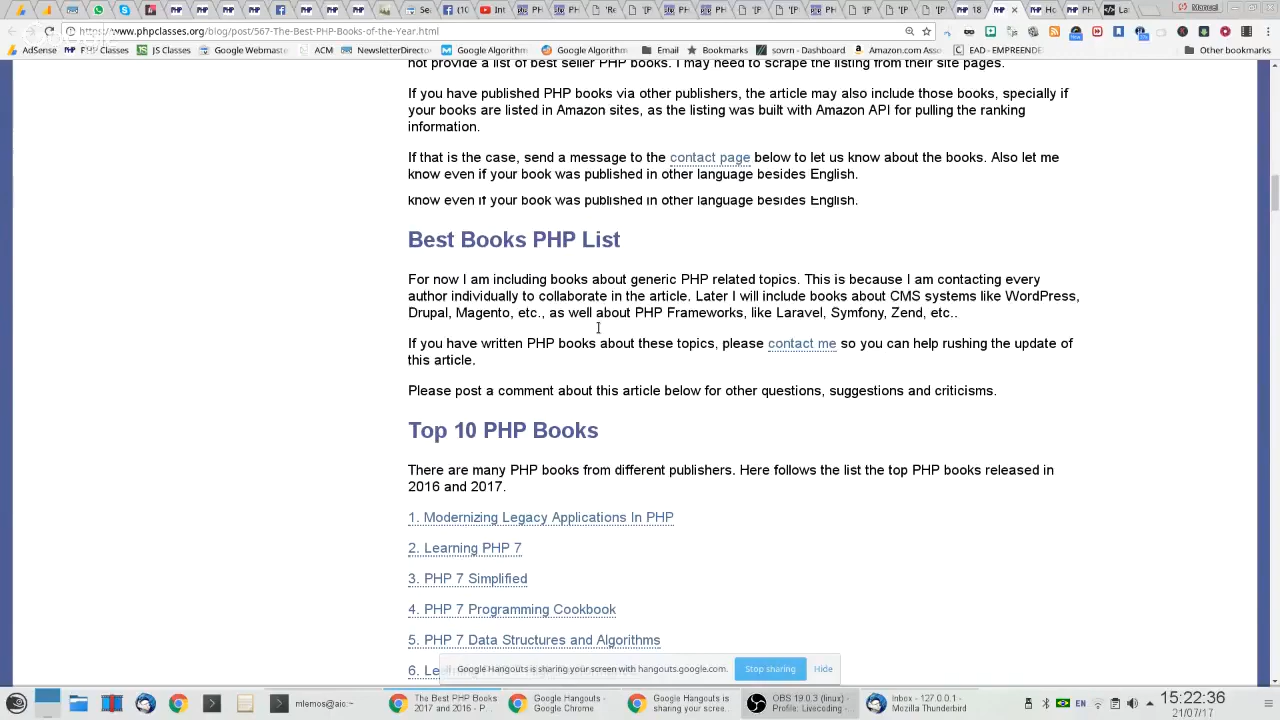 www.phpclasses.org/blog/post/567-The-Best-PHP-Books-of-the-Year.html
AdSense
JS Classes
Google Webmaste
ACM
NewsletterDirecto
Google Algorithm
Google Algorithm
Email
Bookmarks
sovrn - Dashboard
Amazon.com Asso
EAD - EMPREENDE
Other bookmarks
not provide a list of best seller PHP books. I may need to scrape the listing from their site pages.
If you have published PHP books via other publishers, the article may also include those books, specially if
your books are listed in Amazon sites, as the listing was built with Amazon API for pulling the ranking
information.
If that is the case, send a message to the contact page below to let us know about the books. Also let me
know even if your book was published in other language besides English.
know even if your book was published in other language besides English.
Best Books PHP List
For now I am including books about generic PHP related topics. This is because I am contacting every
author individually to collaborate in the article. Later I will include books about CMS systems like WordPress,
Drupal, Magento, etc., as well about PHP Frameworks, like Laravel, Symfony, Zend, etc..
If you have written PHP books about these topics, please contact me so you can help rushing the update of
this article.
Please post a comment about this article below for other questions, suggestions and criticisms.
Top 10 PHP Books
There are many PHP books from different publishers. Here follows the list the top PHP books released in
2016 and 2017.
1. Modernizing Legacy Applications In PHP
2. Learning PHP 7
3. PHP 7 Simplified
4. PHP 7 Programming Cookbook
5. PHP 7 Data Structures and Algorithms
6. Le
Google Hangouts is sharing your screen with hangouts.google.com.
Stop sharing
Hide
mlemos@aic:~
The Best PHP Books
2017 and 2016 - P
Google Hangouts -
Google Chrome
Google Hangouts is
sharing your scree
OBS 19.0.3 (linux) -
Profile: Livecoding
Inbox - 127.0.0.1 -
Mozilla Thunderbird
EN
15:22:36
21/07/17